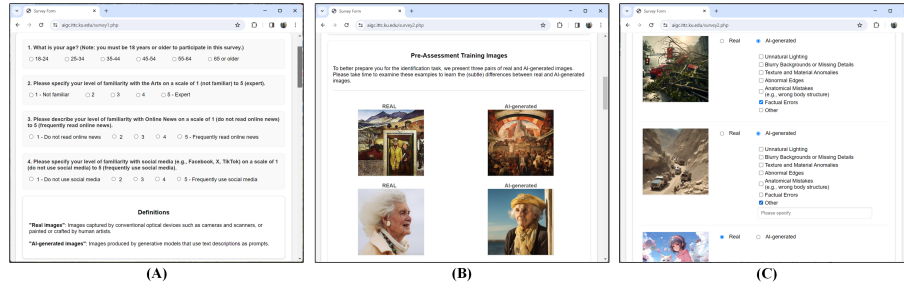 Survey Form
aigc.ittc.ku.edu/survey1.php
1. What is your age? (Note: you must be 18 years or older to participate in this survey.)
18-24 25-34 35-44 45-54 55-64 65 or older
2. Please specify your level of familiarity with the Arts on a scale of 1 (not familiar) to 5 (expert).
1 - Not familiar 2 3 4 5 - Expert
3. Please describe your level of familiarity with Online News on a scale of 1 (do not read online news)
to 5 (frequently read online news).
1 - Do not read online news 2 3 4 5 - Frequently read online news
4. Please specify your level of familiarity with social media (e.g., Facebook, X, TikTok) on a scale of 1
(do not use social media) to 5 (frequently use social media).
1 - Do not use social media 2 3 4 5 - Frequently use social media
Definitions
"Real images": Images captured by conventional optical devices such as cameras and scanners, or
painted or crafted by human artists.
"AI-generated images": Images produced by generative models that use text descriptions as prompts.
(A)
Survey Form
aigc.ittc.ku.edu/survey2.php
Pre-Assessment Training Images
To better prepare you for the identification task, we present three pairs of real and AI-generated images.
Please take time to examine these examples to learn the (subtle) differences between real and AI-generated
images.
REAL AI-generated
REAL AI-generated
(B)
Survey Form
aigc.ittc.ku.edu/survey2.php
Real AI-generated
Unnatural Lighting
Blurry Backgrounds or Missing Details
Texture and Material Anomalies
Abnormal Edges
Anatomical Mistakes
(e.g., wrong body structure)
Factual Errors
Other
Real AI-generated
Unnatural Lighting
Blurry Backgrounds or Missing Details
Texture and Material Anomalies
Abnormal Edges
Anatomical Mistakes
(e.g., wrong body structure)
Factual Errors
Other
Please specify
Real AI-generated
(C)